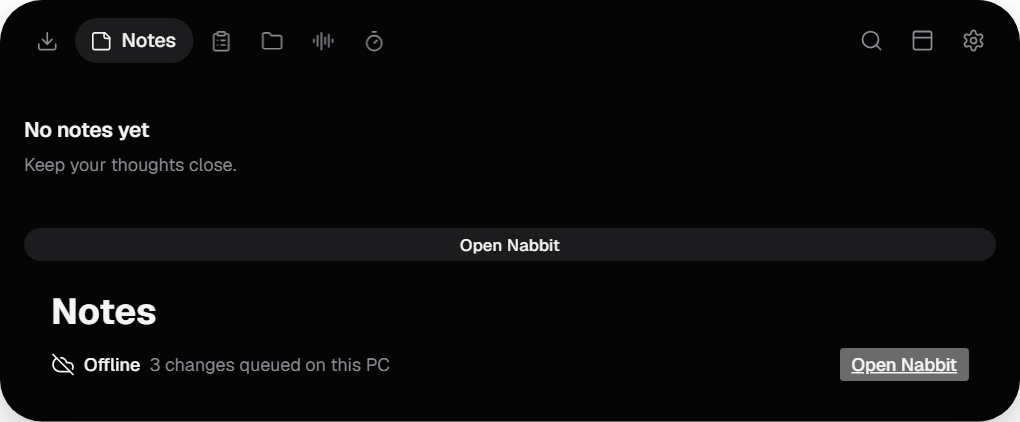 Notes
No notes yet
Keep your thoughts close.
Open Nabbit
Notes
Offline 3 changes queued on this PC
Open Nabbit